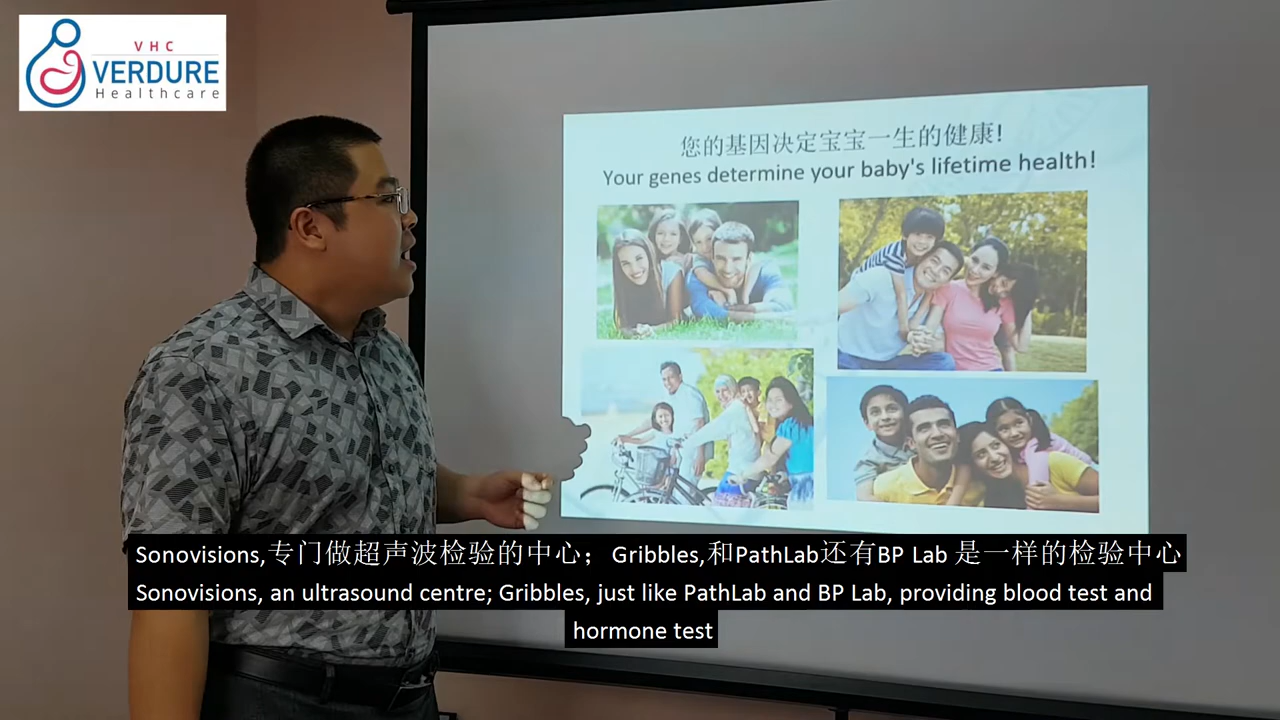 VHC
VERDURE
Healthcare
您的基因决定宝宝一生的健康!
Your genes determine your baby's lifetime health!
Sonovisions,专门做超声波检验的中心；Gribbles,和PathLab还有BP Lab 是一样的检验中心
Sonovisions, an ultrasound centre; Gribbles, just like PathLab and BP Lab, providing blood test and
hormone test